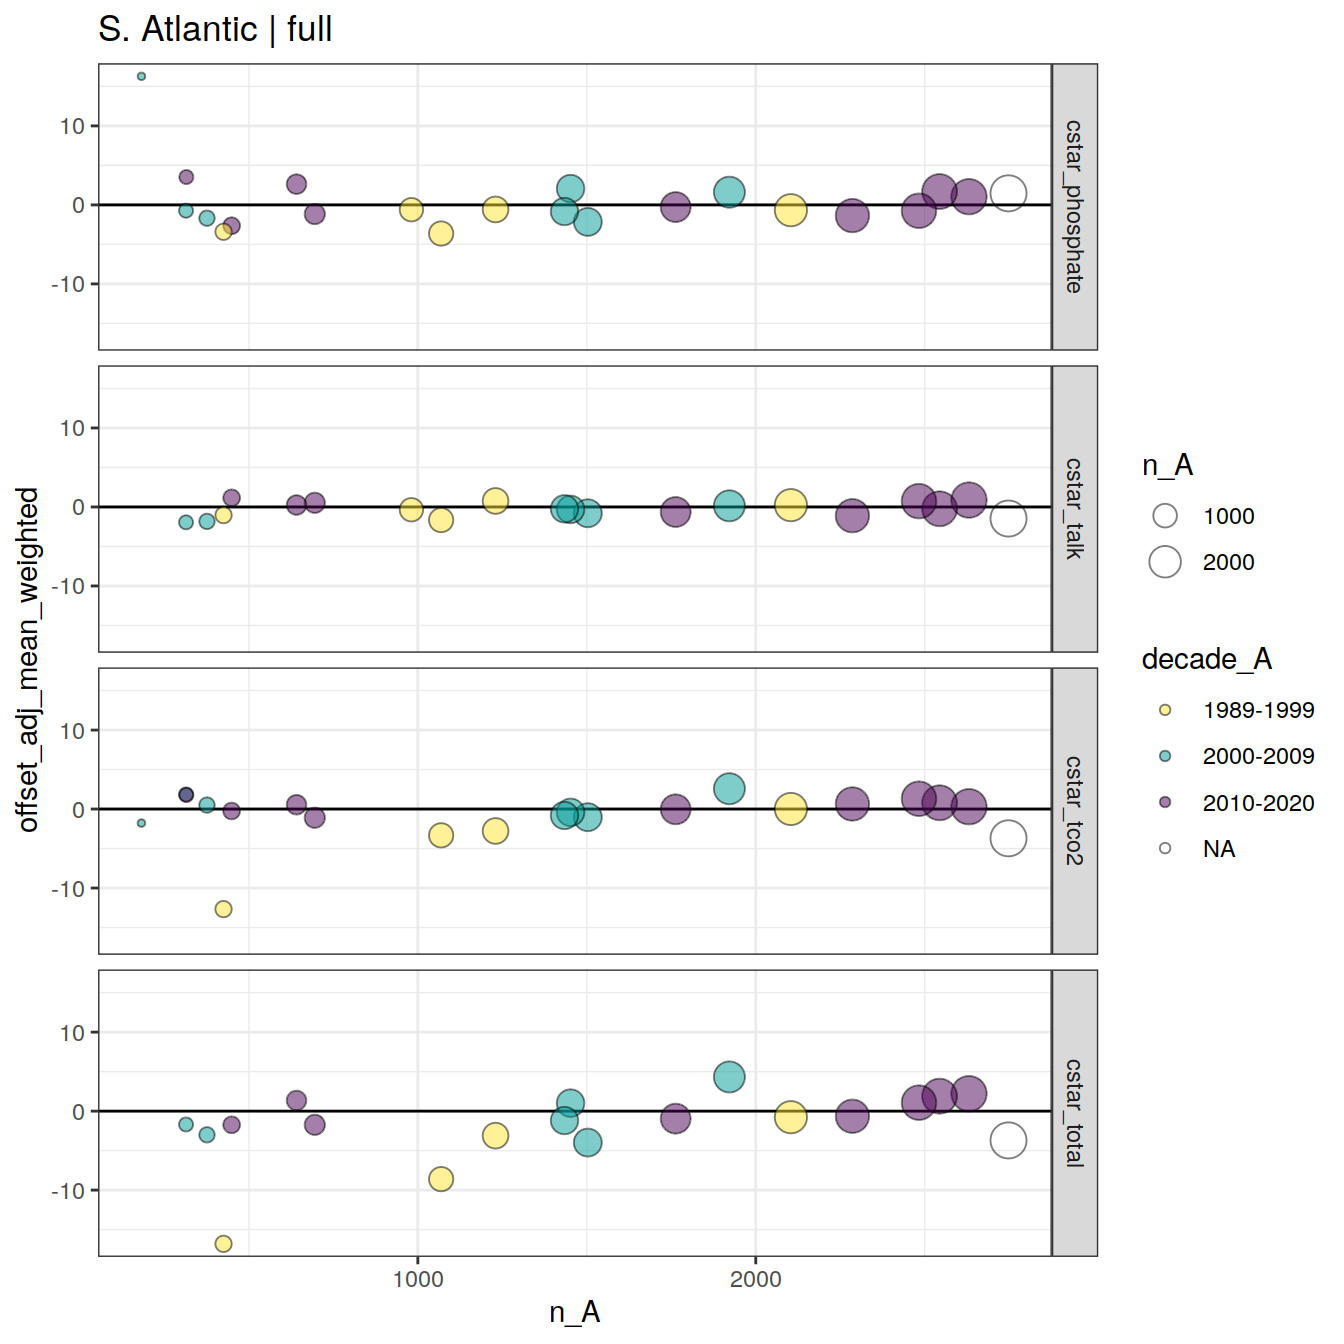 S. Atlantic | full
offset_adj_mean_weighted
10
0
-10
cstar_phosphate
10
0
-10
cstar_talk
10
0
-10
cstar_tco2
10
0
-10
cstar_total
1000
2000
n_A
n_A
1000
2000
decade_A
1989-1999
2000-2009
2010-2020
NA